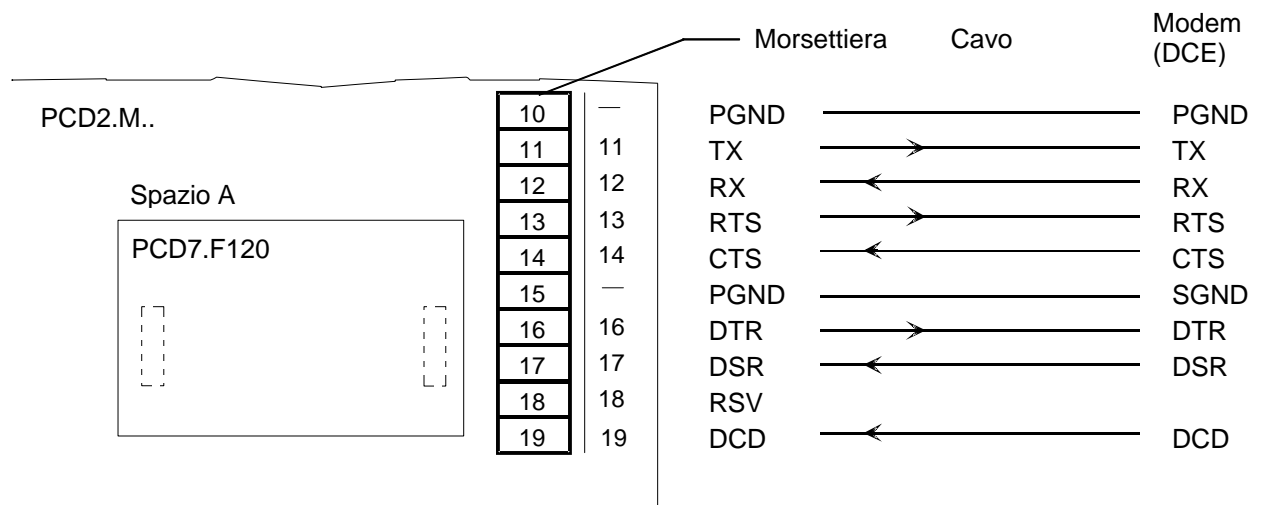 Morsettiera Cavo Modem (DCE)
PCD2.M..
Spazio A
PCD7.F120
10 — PGND PGND
11 11 TX TX
12 12 RX RX
13 13 RTS RTS
14 14 CTS CTS
15 — PGND SGND
16 16 DTR DTR
17 17 DSR DSR
18 18 RSV
19 19 DCD DCD